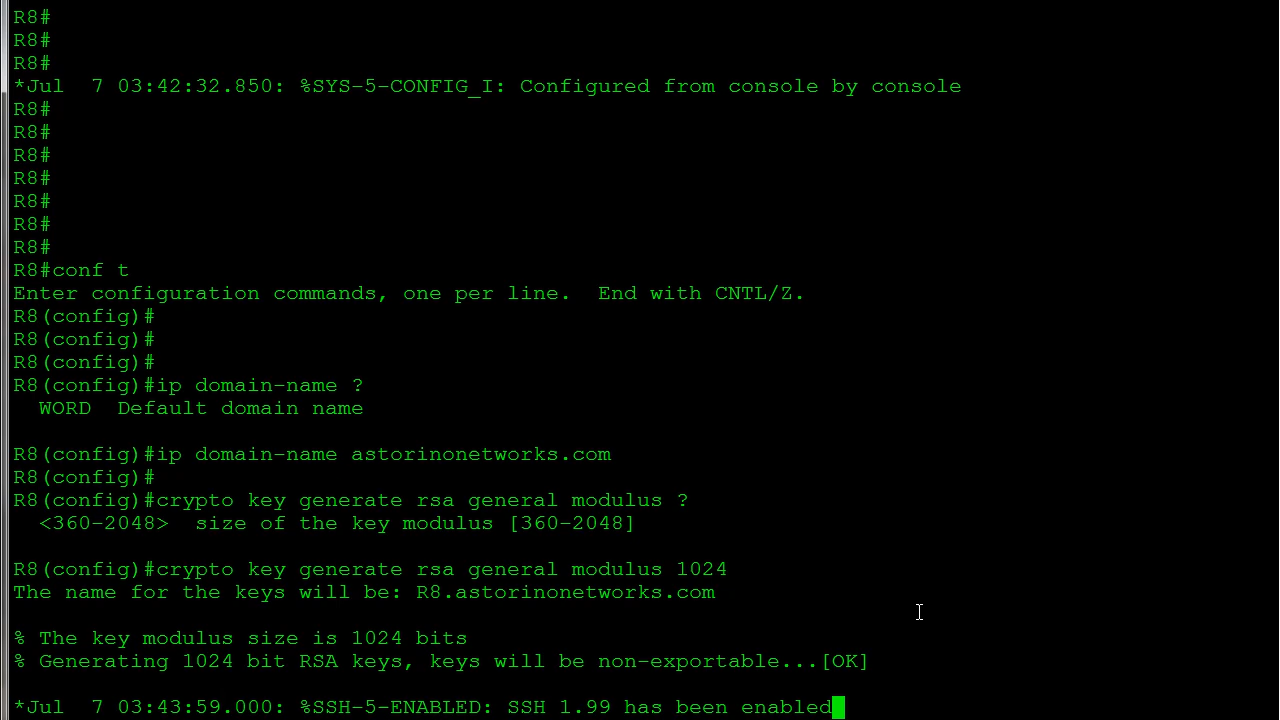 R8#
R8#
R8#
*Jul  7 03:42:32.850: %SYS-5-CONFIG_I: Configured from console by console
R8#
R8#
R8#
R8#
R8#
R8#
R8#
R8#conf t
Enter configuration commands, one per line.  End with CNTL/Z.
R8(config)#
R8(config)#
R8(config)#
R8(config)#ip domain-name ?
  WORD  Default domain name
R8(config)#ip domain-name astorinonetworks.com
R8(config)#
R8(config)#crypto key generate rsa general modulus ?
  <360-2048>  size of the key modulus [360-2048]
R8(config)#crypto key generate rsa general modulus 1024
The name for the keys will be: R8.astorinonetworks.com
% The key modulus size is 1024 bits
% Generating 1024 bit RSA keys, keys will be non-exportable...[OK]
*Jul  7 03:43:59.000: %SSH-5-ENABLED: SSH 1.99 has been enabled